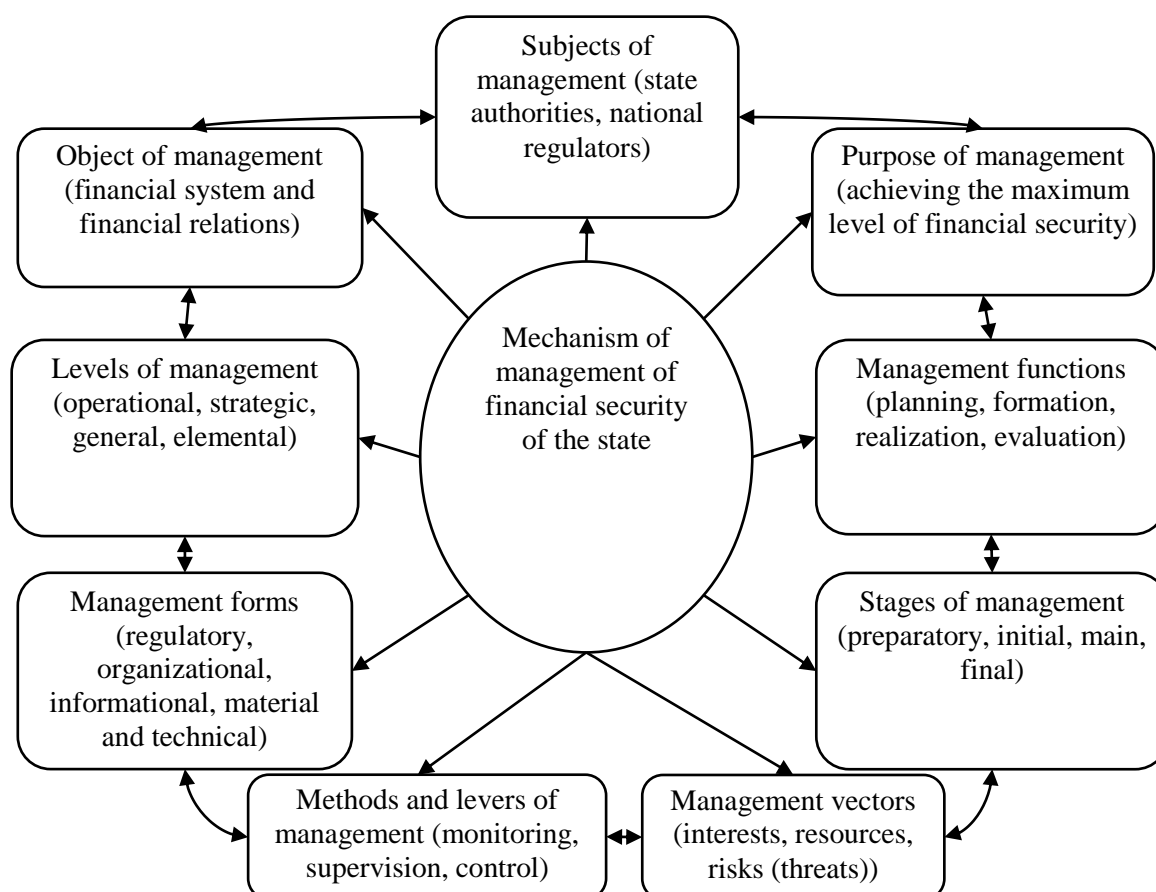 Subjects of
management (state
authorities, national
regulators)
Object of management
(financial system and
financial relations)
Purpose of management
(achieving the maximum
level of financial security)
Mechanism of
management of
financial security
of the state
Levels of management
(operational, strategic,
general, elemental)
Management functions
(planning, formation,
realization, evaluation)
Management forms
(regulatory,
organizational,
informational, material
and technical)
Stages of management
(preparatory, initial, main,
final)
Methods and levers of
management (monitoring,
supervision, control)
Management vectors
(interests, resources,
risks (threats))